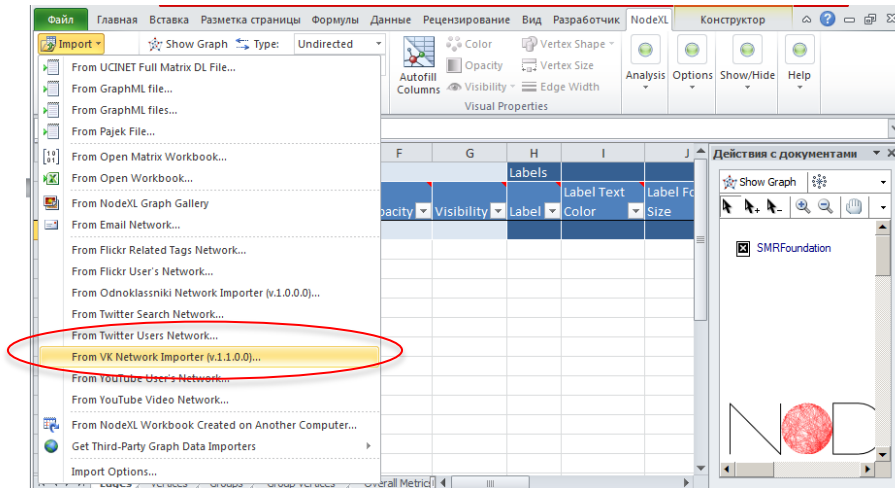 Файл Главная Вставка Разметка страницы Формулы Данные Рецензирование Вид Разработчик NodeXL Конструктор
Import Show Graph Type: Undirected
Color Vertex Shape
Opacity Vertex Size
Visibility Edge Width
Autofill Columns
Visual Properties
Analysis Options Show/Hide Help
From UCINET Full Matrix DL File...
From GraphML file...
From GraphML files...
From Pajek File...
From Open Matrix Workbook...
From Open Workbook...
From NodeXL Graph Gallery
From Email Network...
From Flickr Related Tags Network...
From Flickr User's Network...
From Odnoklassniki Network Importer (v.1.0.0.0)...
From Twitter Search Network...
From Twitter Users Network...
From VK Network Importer (v.1.1.0.0)...
From YouTube User's Network...
From YouTube Video Network...
From NodeXL Workbook Created on Another Computer...
Get Third-Party Graph Data Importers
Import Options...
F G H I J
Labels
Visibility Label Label Text Color Size
Действия с документами
Show Graph
SMRFoundation
NOD
Edges Vertices Groups Group Vertices Overall Metrics